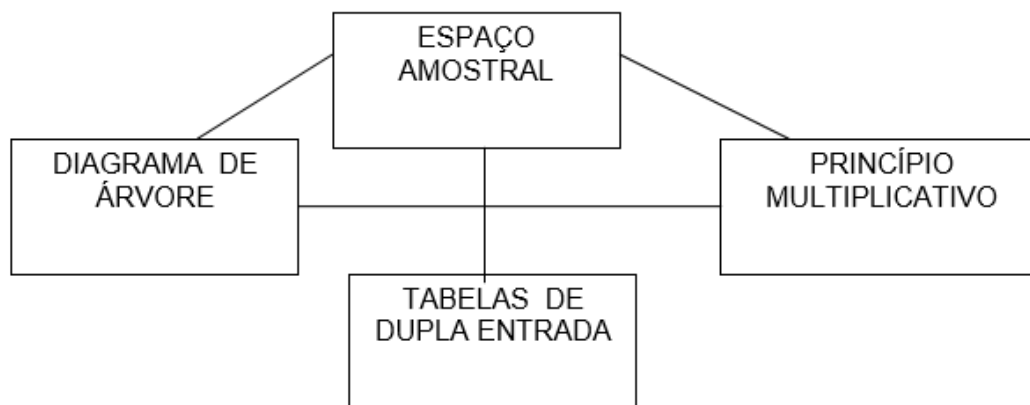 ESPAÇO
AMOSTRAL
DIAGRAMA DE
ÁRVORE
PRINCÍPIO
MULTIPLICATIVO
TABELAS DE
DUPLA ENTRADA